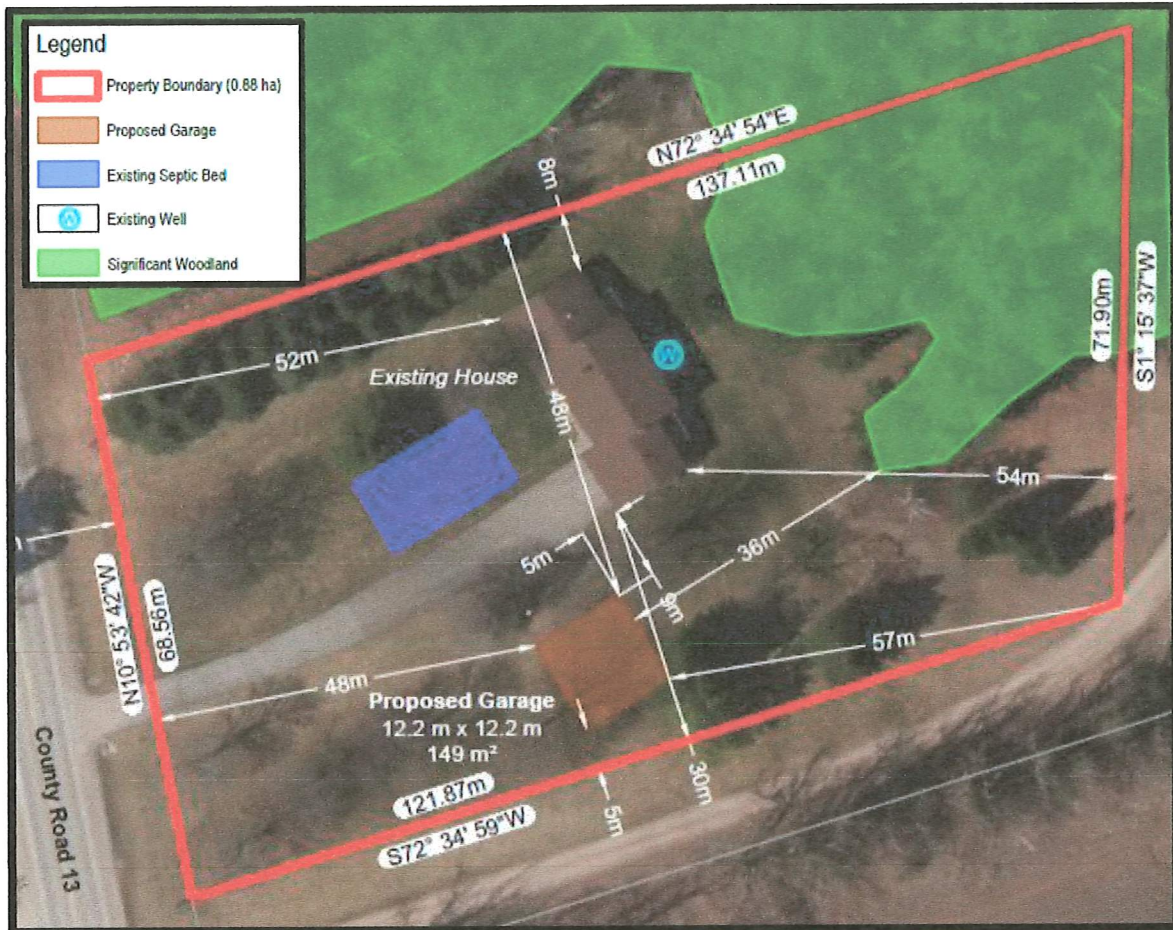 Legend
Property Boundary (0.88 ha)
Proposed Garage
Existing Septic Bed
W
Existing Well
Significant Woodland
N72° 34' 54"E
137.11m
8m
71.90m
S1° 15' 37"W
52m
Existing House
48m
W
54m
36m
5m
9m
N10° 53' 42"W
68.56m
57m
48m
Proposed Garage
12.2 m x 12.2 m
149 m²
30m
121.87m
S72° 34' 59"W
5m
County Road 13